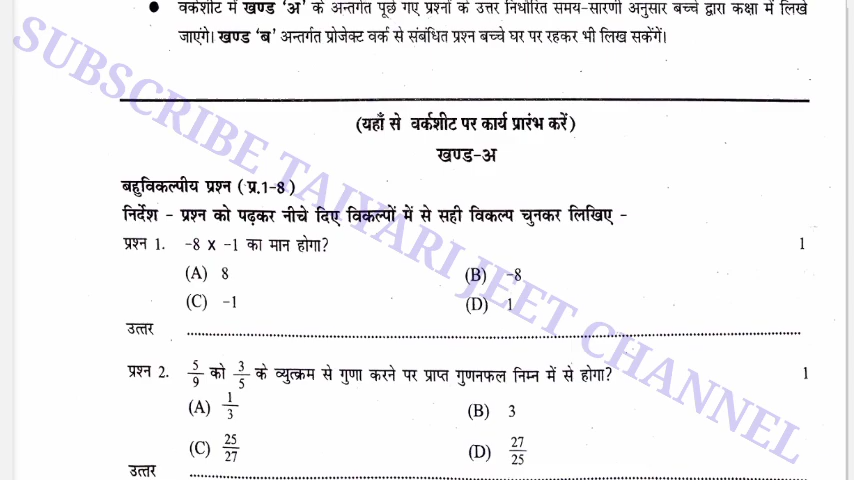 ● वर्कशीट में खण्ड 'अ' के अन्तर्गत पूछे गए प्रश्नों के उत्तर निर्धारित समय-सारणी अनुसार बच्चे द्वारा कक्षा में लिखे
जाएंगे। खण्ड 'ब' अन्तर्गत प्रोजेक्ट वर्क से संबंधित प्रश्न बच्चे घर पर रहकर भी लिख सकेंगें।
(यहाँ से वर्कशीट पर कार्य प्रारंभ करें)
खण्ड-अ
बहुविकल्पीय प्रश्न (प्र.1-8)
निर्देश - प्रश्न को पढ़कर नीचे दिए विकल्पों में से सही विकल्प चुनकर लिखिए -
प्रश्न 1. -8 x -1 का मान होगा? 1
(A) 8 (B) -8
(C) -1 (D) 1
उत्तर ....................
प्रश्न 2. 5/9 को 3/5 के व्युत्क्रम से गुणा करने पर प्राप्त गुणनफल निम्न में से होगा? 1
(A) 1/3 (B) 3
(C) 25/27 (D) 27/25
उत्तर ....................
SUBSCRIBE TAIYARI JEET CHANNEL